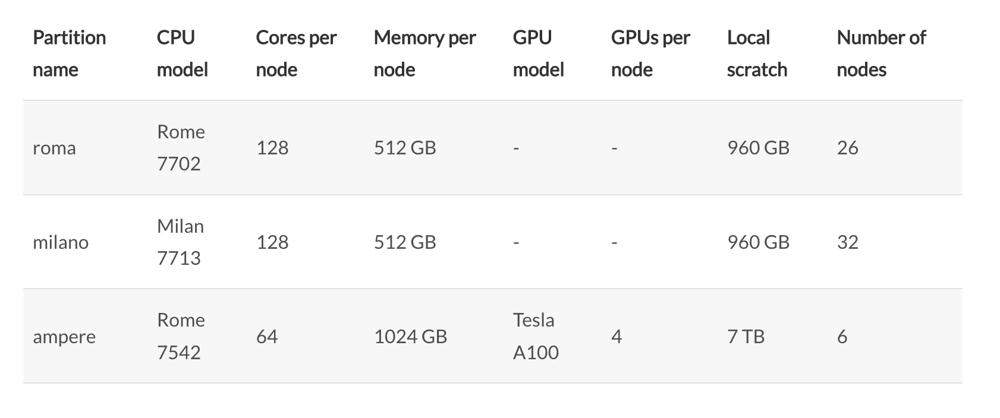 Partition name CPU model Cores per node Memory per node GPU model GPUs per node Local scratch Number of nodes
roma Rome 7702 128 512 GB - - 960 GB 26
milano Milan 7713 128 512 GB - - 960 GB 32
ampere Rome 7542 64 1024 GB Tesla A100 4 7 TB 6